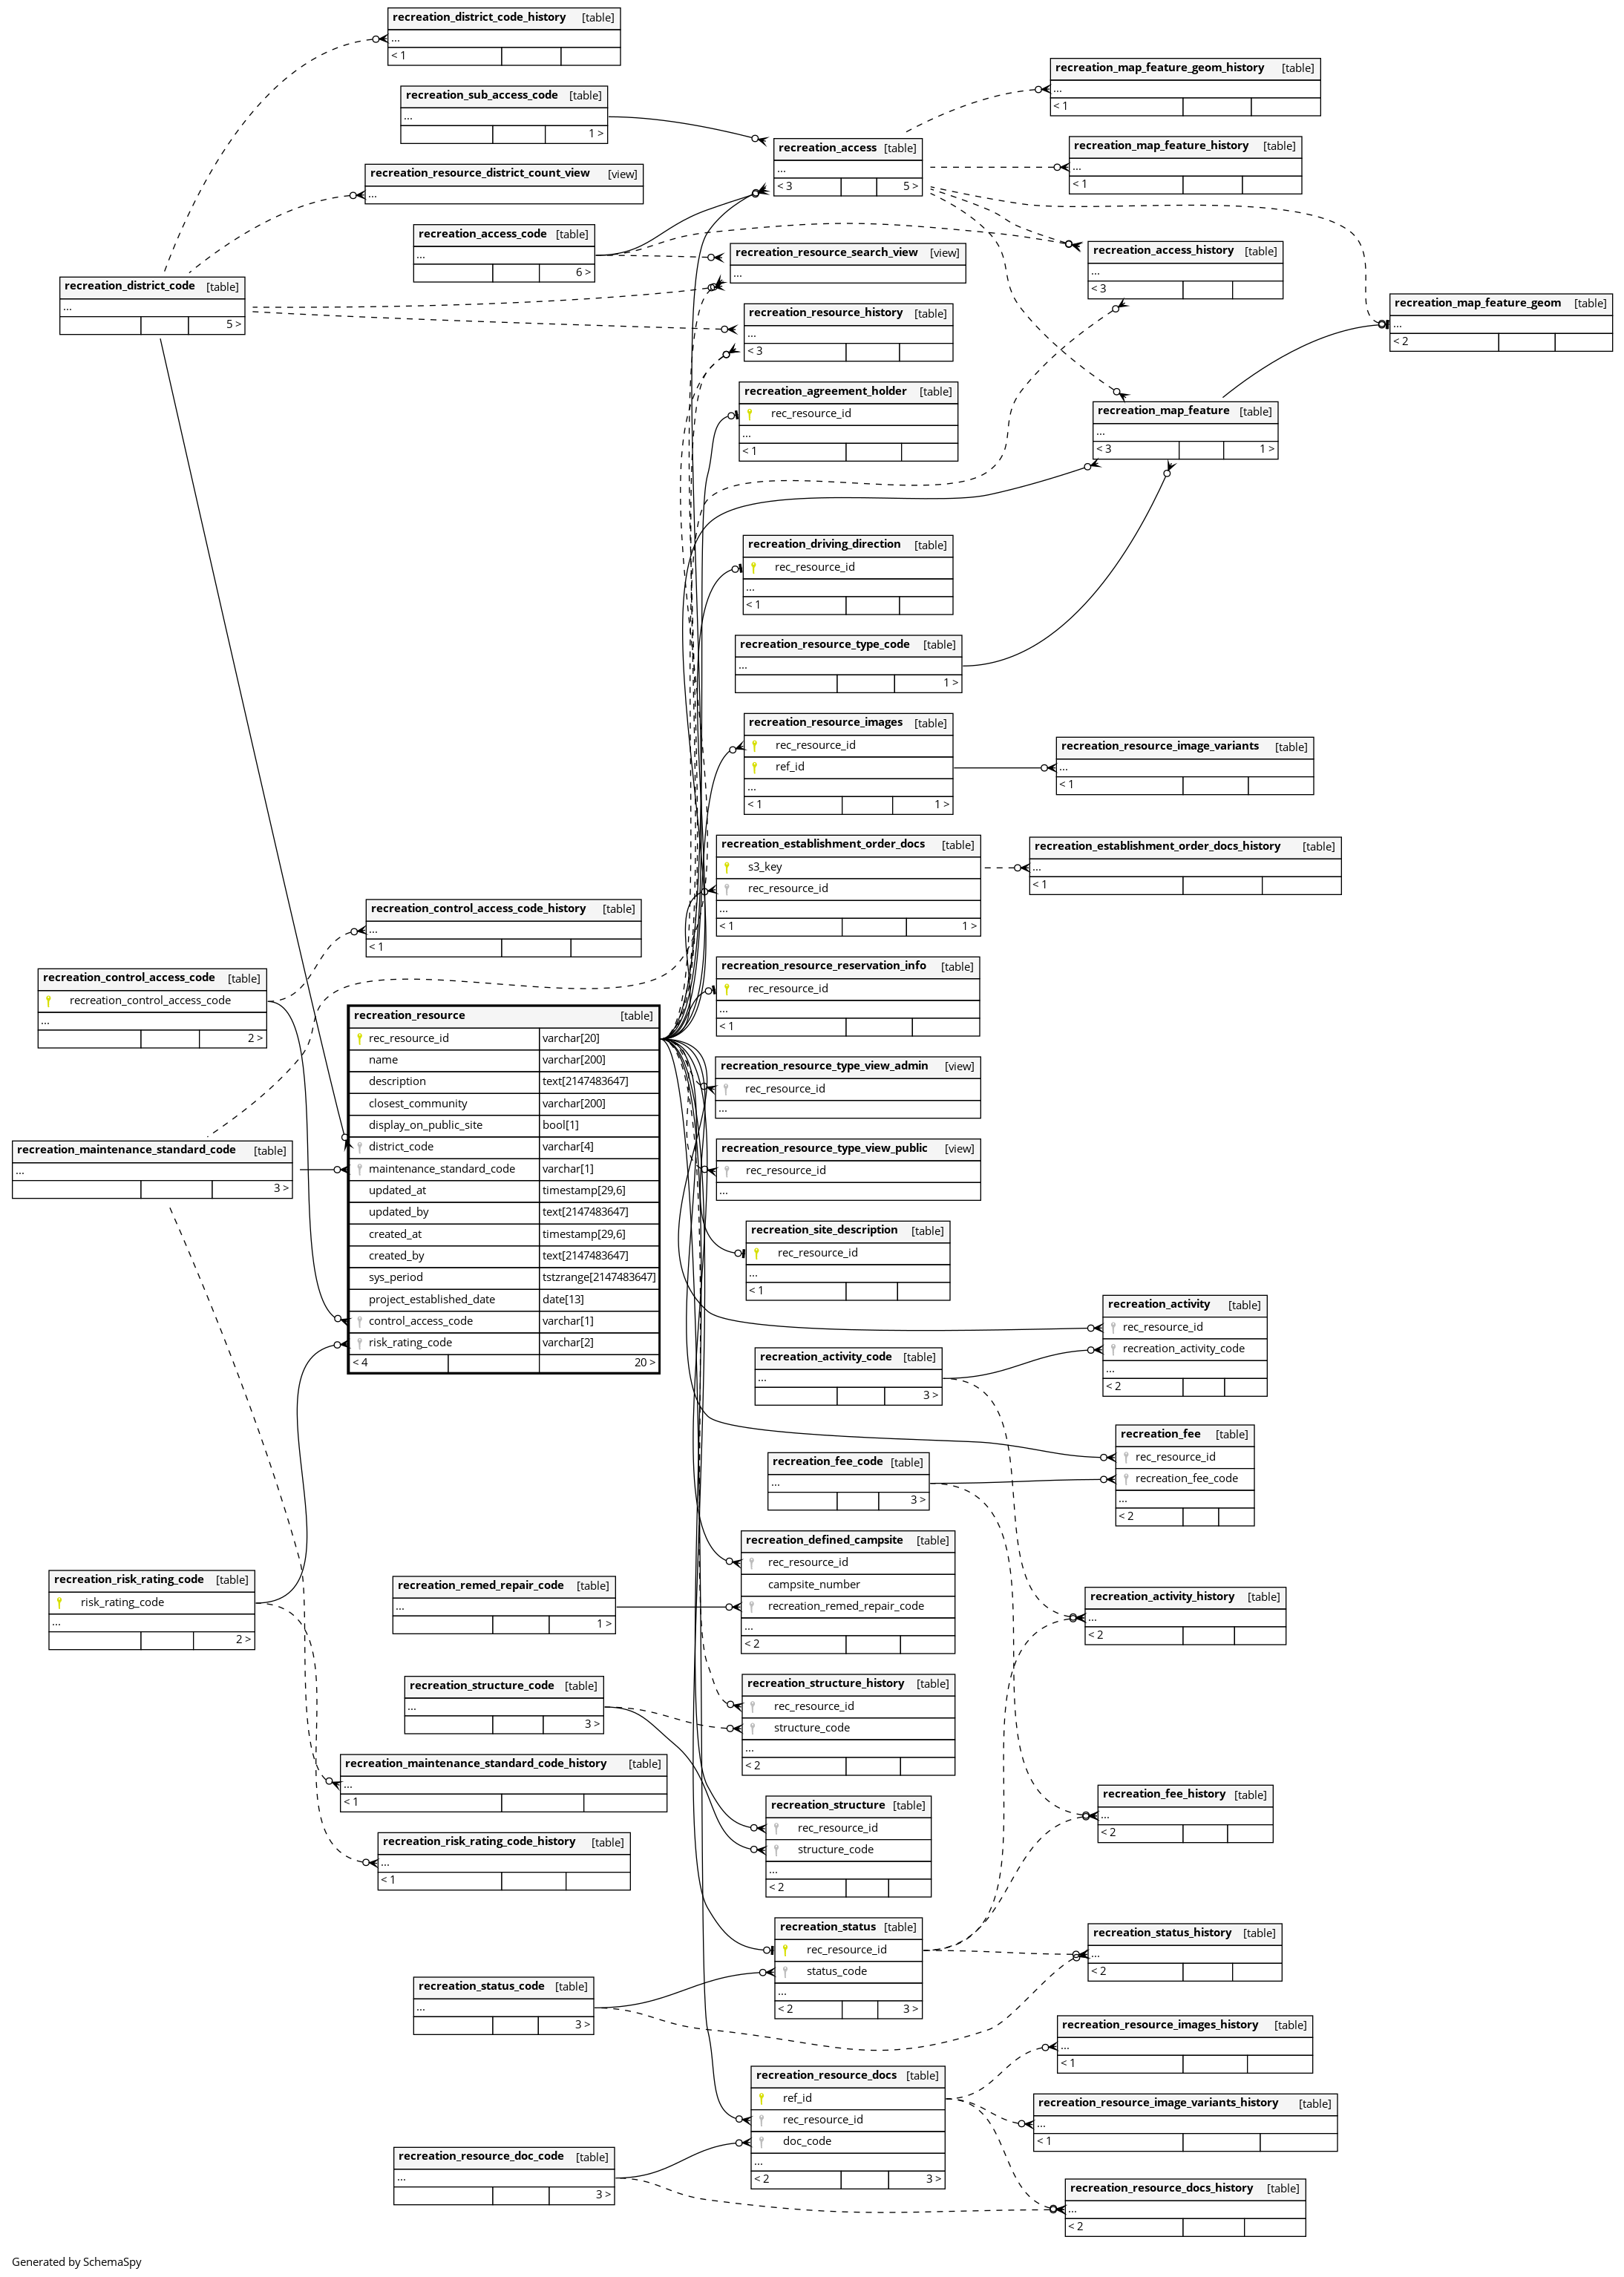 recreation_district_code_history [table]
...
< 1
recreation_sub_access_code [table]
...
1 >
recreation_resource_district_count_view [view]
...
recreation_access_code [table]
...
6 >
recreation_district_code [table]
...
5 >
recreation_access [table]
...
< 3 5 >
recreation_resource_search_view [view]
...
recreation_resource_history [table]
...
< 3
recreation_agreement_holder [table]
rec_resource_id
...
< 1
recreation_map_feature_geom_history [table]
...
< 1
recreation_map_feature_history [table]
...
< 1
recreation_access_history [table]
...
< 3
recreation_map_feature_geom [table]
...
< 2
recreation_map_feature [table]
...
< 3 1 >
recreation_driving_direction [table]
rec_resource_id
...
< 1
recreation_resource_type_code [table]
...
1 >
recreation_resource_images [table]
rec_resource_id
ref_id
...
< 1 1 >
recreation_resource_image_variants [table]
...
< 1
recreation_establishment_order_docs [table]
s3_key
rec_resource_id
...
< 1 1 >
recreation_establishment_order_docs_history [table]
...
< 1
recreation_control_access_code_history [table]
...
< 1
recreation_control_access_code [table]
recreation_control_access_code
...
2 >
recreation_resource_reservation_info [table]
rec_resource_id
...
< 1
recreation_resource [table]
rec_resource_id varchar[20]
name varchar[200]
description text[2147483647]
closest_community varchar[200]
display_on_public_site bool[1]
district_code varchar[4]
maintenance_standard_code varchar[1]
updated_at timestamp[29,6]
updated_by text[2147483647]
created_at timestamp[29,6]
created_by text[2147483647]
sys_period tstzrange[2147483647]
project_established_date date[13]
control_access_code varchar[1]
risk_rating_code varchar[2]
< 4 20 >
recreation_resource_type_view_admin [view]
rec_resource_id
...
recreation_maintenance_standard_code [table]
...
3 >
recreation_resource_type_view_public [view]
rec_resource_id
...
recreation_site_description [table]
rec_resource_id
...
< 1
recreation_activity [table]
rec_resource_id
recreation_activity_code
...
< 2
recreation_activity_code [table]
...
3 >
recreation_fee [table]
rec_resource_id
recreation_fee_code
...
< 2
recreation_fee_code [table]
...
3 >
recreation_defined_campsite [table]
rec_resource_id
campsite_number
recreation_remed_repair_code
...
< 2
recreation_risk_rating_code [table]
risk_rating_code
...
2 >
recreation_remed_repair_code [table]
...
1 >
recreation_activity_history [table]
...
< 2
recreation_structure_code [table]
...
3 >
recreation_structure_history [table]
rec_resource_id
structure_code
...
< 2
recreation_maintenance_standard_code_history [table]
...
< 1
recreation_fee_history [table]
...
< 2
recreation_structure [table]
rec_resource_id
structure_code
...
< 2
recreation_risk_rating_code_history [table]
...
< 1
recreation_status [table]
rec_resource_id
status_code
...
< 2 3 >
recreation_status_history [table]
...
< 2
recreation_status_code [table]
...
3 >
recreation_resource_images_history [table]
...
< 1
recreation_resource_docs [table]
ref_id
rec_resource_id
doc_code
...
< 2 3 >
recreation_resource_image_variants_history [table]
...
< 1
recreation_resource_doc_code [table]
...
3 >
recreation_resource_docs_history [table]
...
< 2
Generated by SchemaSpy